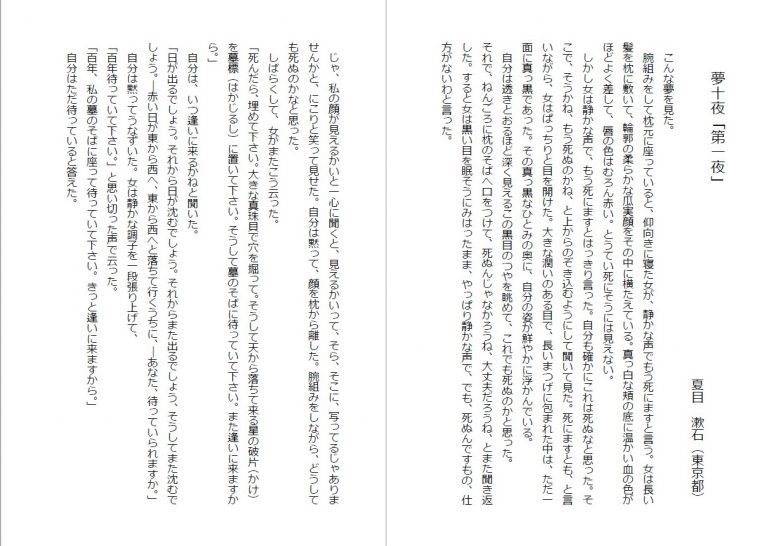 夢十夜「第一夜」
夏目 漱石(東京都)
こんな夢を見た。
腕組みをして枕元に座っていると、仰向きに寝た女が、静かな声でもう死にますと言う。女は長い
髪を枕に敷いて、輪郭の柔らかな瓜実顔をその中に横たえている。真っ白な頬の底に温かい血の色が
ほどよく差して、唇の色はむろん赤い。とうてい死にそうには見えない。
しかし女は静かな声で、もう死にますとはっきり言った。自分も確かにこれは死ぬなと思った。そ
こで、そうかね、もう死ぬのかね、と上からのぞき込むようにして聞いて見た。死にますとも、と言
いながら、女はぱっちりと目を開けた。大きな潤いのある目で、長いまつげに包まれた中は、ただ一
面に真っ黒であった。その真っ黒なひとみの奥に、自分の姿が鮮やかに浮かんでいる。
自分は透きとおるほど深く見えるこの黒目のつやを眺めて、これでも死ぬのかと思った。
それで、ねんごろに枕のそばへ口をつけて、死ぬんじゃなかろうね、大丈夫だろうね、とまた聞き返
した。すると女は黒い目を眠そうにみはったまま、やっぱり静かな声で、でも、死ぬんですもの、仕
方がないわと言った。
じゃ、私の顔が見えるかいと一心に聞くと、見えるかいって、そら、そこに、写ってるじゃありま
せんかと、にこりと笑って見せた。自分は黙って、顔を枕から離した。腕組みをしながら、どうして
も死ぬのかなと思った。
しばらくして、女がまたこう云った。
「死んだら、埋めて下さい。大きな真珠目で穴を掘って。そうして天から落ちて来る星の破片(かけ)
を墓標(はかじるし)に置いて下さい。そうして墓のそばに待っていて下さい。また逢いに来ますか
ら。」
自分は、いつ逢いに来るかねと聞いた。
「日が出るでしょう。それから日が沈むでしょう。それからまた出るでしょう、そうしてまた沈むで
しょう。―赤い日が東から西へ、東から西へと落ちて行くうちに、―あなた、待っていられますか。」
自分は黙ってうなずいた。女は静かな調子を一段張り上げて、
「百年待っていて下さい。」と思い切った声で云った。
「百年、私の墓のそばに座って待っていて下さい。きっと逢いに来ますから。」
自分はただ待っていると答えた。